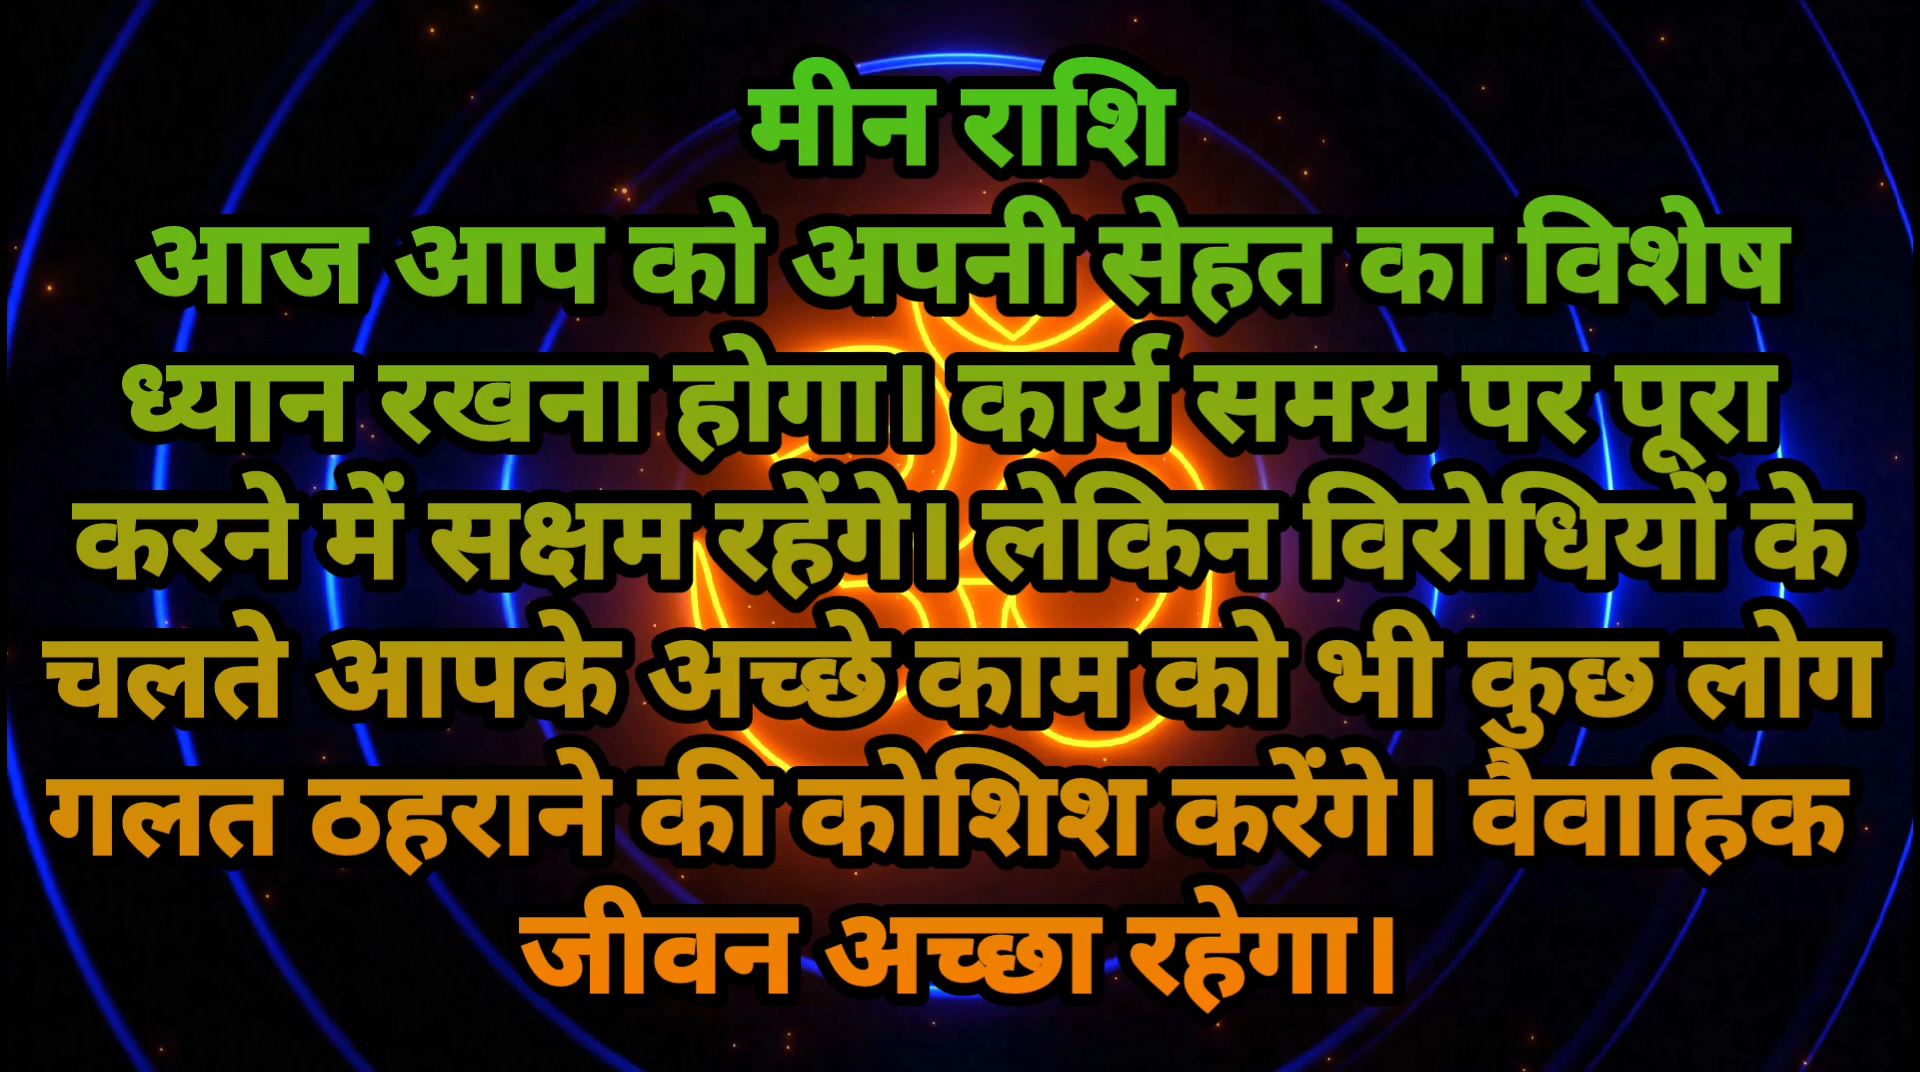 मीन राशि
आज आप को अपनी सेहत का विशेष
ध्यान रखना होगा। कार्य समय पर पूरा
करने में सक्षम रहेंगे। लेकिन विरोधियों के
चलते आपके अच्छे काम को भी कुछ लोग
गलत ठहराने की कोशिश करेंगे। वैवाहिक
जीवन अच्छा रहेगा।